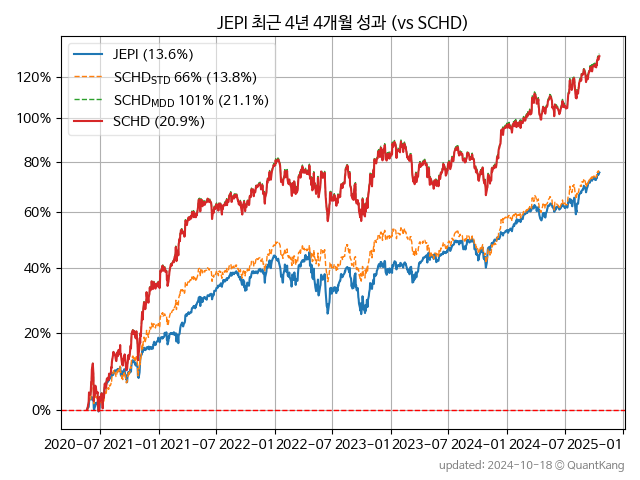 JEPI 최근 4년 4개월 성과 (vs SCHD)
JEPI (13.6%)
SCHD_STD 66% (13.8%)
SCHD_MDD 101% (21.1%)
SCHD (20.9%)
120%
100%
80%
60%
40%
20%
0%
2020-07 2021-01 2021-07 2022-01 2022-07 2023-01 2023-07 2024-01 2024-07 2025-01
updated: 2024-10-18 © QuantKang